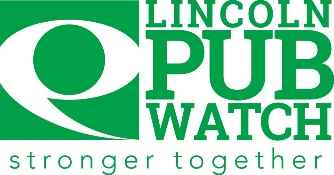 LINCOLN
PUB
WATCH
stronger together